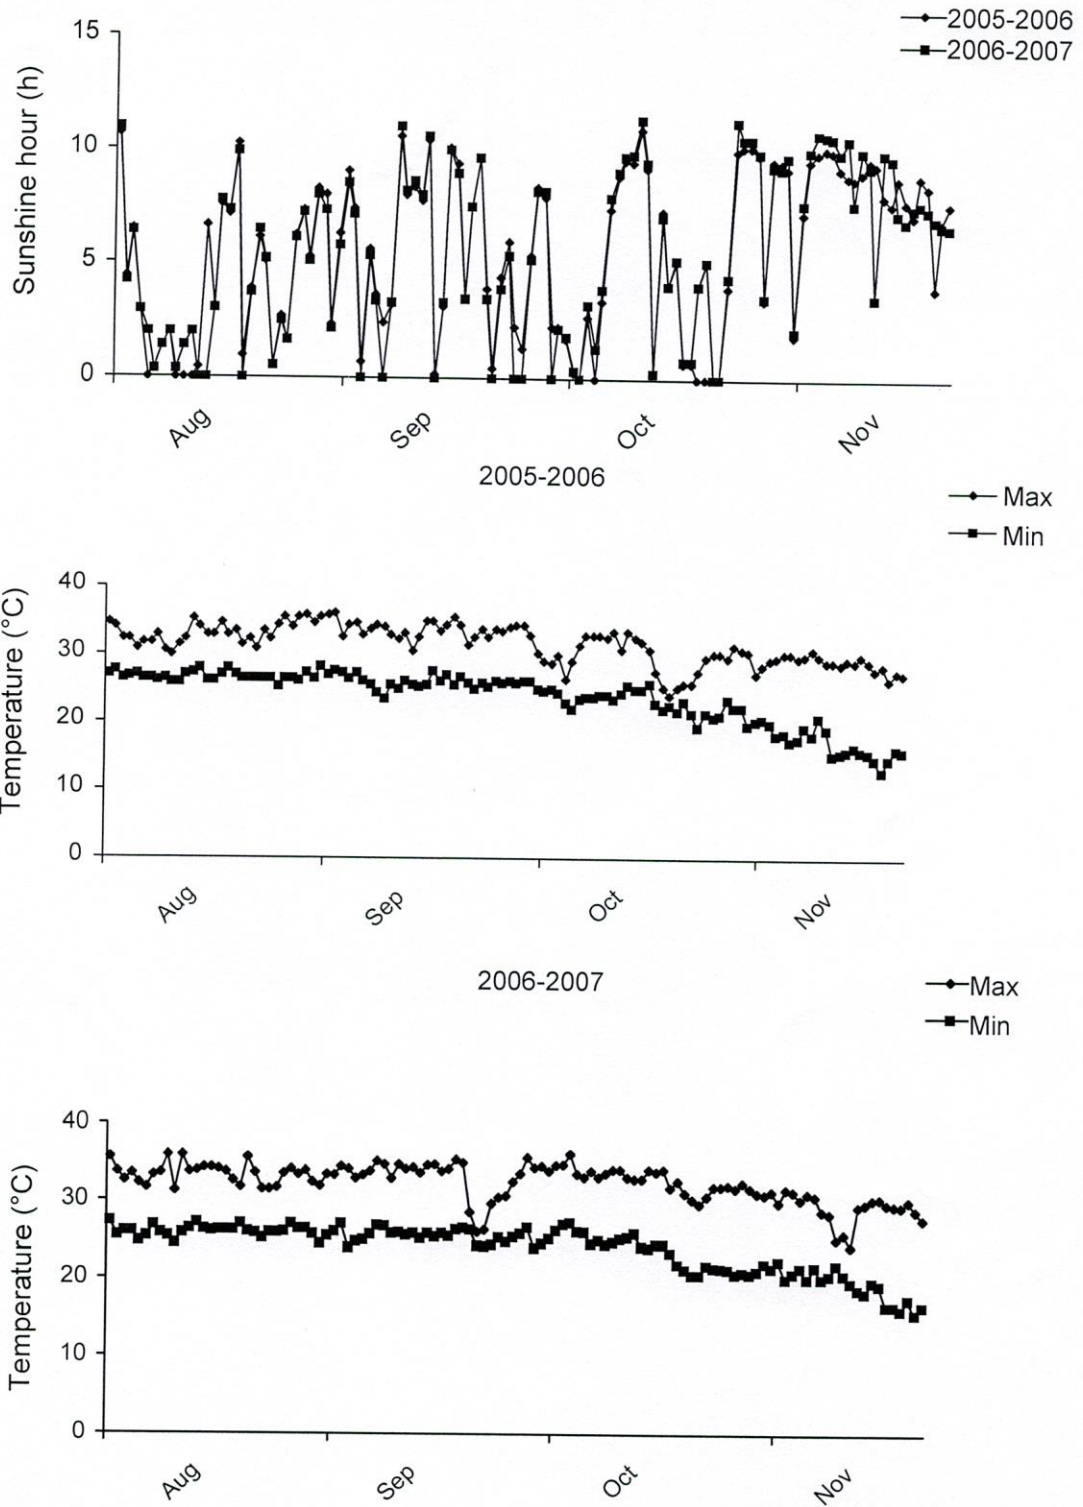 2005-2006
2006-2007
Sunshine hour (h)
15
10
5
0
Aug
Sep
Oct
Nov
2005-2006
Max
Min
Temperature (°C)
40
30
20
10
0
Aug
Sep
Oct
Nov
2006-2007
Max
Min
Temperature (°C)
40
30
20
10
0
Aug
Sep
Oct
Nov